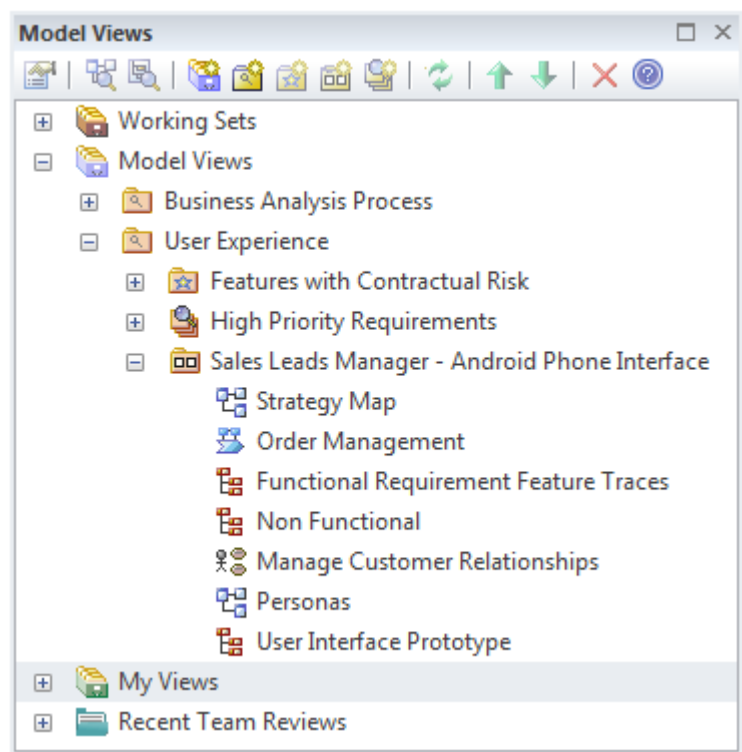 Model Views
Working Sets
Model Views
Business Analysis Process
User Experience
Features with Contractual Risk
High Priority Requirements
Sales Leads Manager - Android Phone Interface
Strategy Map
Order Management
Functional Requirement Feature Traces
Non Functional
Manage Customer Relationships
Personas
User Interface Prototype
My Views
Recent Team Reviews